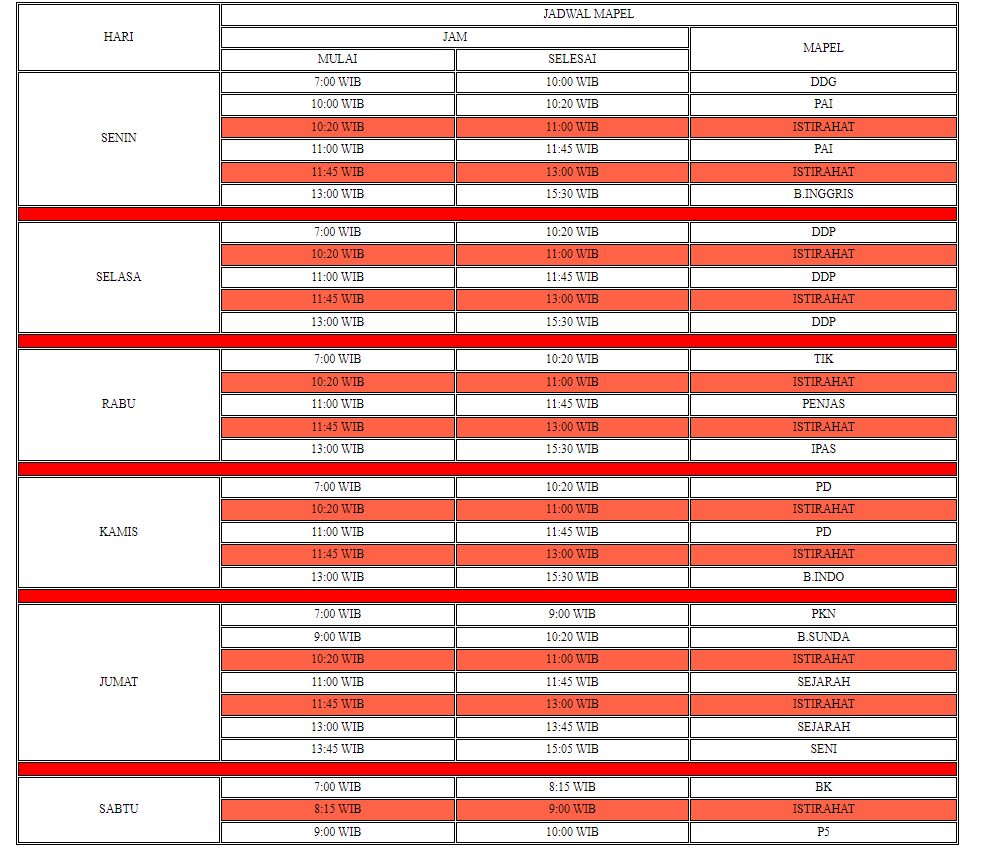 JADWAL MAPEL
HARI
JAM
MAPEL
MULAI SELESAI
SENIN
7:00 WIB 10:00 WIB DDG
10:00 WIB 10:20 WIB PAI
10:20 WIB 11:00 WIB ISTIRAHAT
11:00 WIB 11:45 WIB PAI
11:45 WIB 13:00 WIB ISTIRAHAT
13:00 WIB 15:30 WIB B.INGGRIS
SELASA
7:00 WIB 10:20 WIB DDP
10:20 WIB 11:00 WIB ISTIRAHAT
11:00 WIB 11:45 WIB DDP
11:45 WIB 13:00 WIB ISTIRAHAT
13:00 WIB 15:30 WIB DDP
RABU
7:00 WIB 10:20 WIB TIK
10:20 WIB 11:00 WIB ISTIRAHAT
11:00 WIB 11:45 WIB PENJAS
11:45 WIB 13:00 WIB ISTIRAHAT
13:00 WIB 15:30 WIB IPAS
KAMIS
7:00 WIB 10:20 WIB PD
10:20 WIB 11:00 WIB ISTIRAHAT
11:00 WIB 11:45 WIB PD
11:45 WIB 13:00 WIB ISTIRAHAT
13:00 WIB 15:30 WIB B.INDO
JUMAT
7:00 WIB 9:00 WIB PKN
9:00 WIB 10:20 WIB B.SUNDA
10:20 WIB 11:00 WIB ISTIRAHAT
11:00 WIB 11:45 WIB SEJARAH
11:45 WIB 13:00 WIB ISTIRAHAT
13:00 WIB 13:45 WIB SEJARAH
13:45 WIB 15:05 WIB SENI
SABTU
7:00 WIB 8:15 WIB BK
8:15 WIB 9:00 WIB ISTIRAHAT
9:00 WIB 10:00 WIB P5